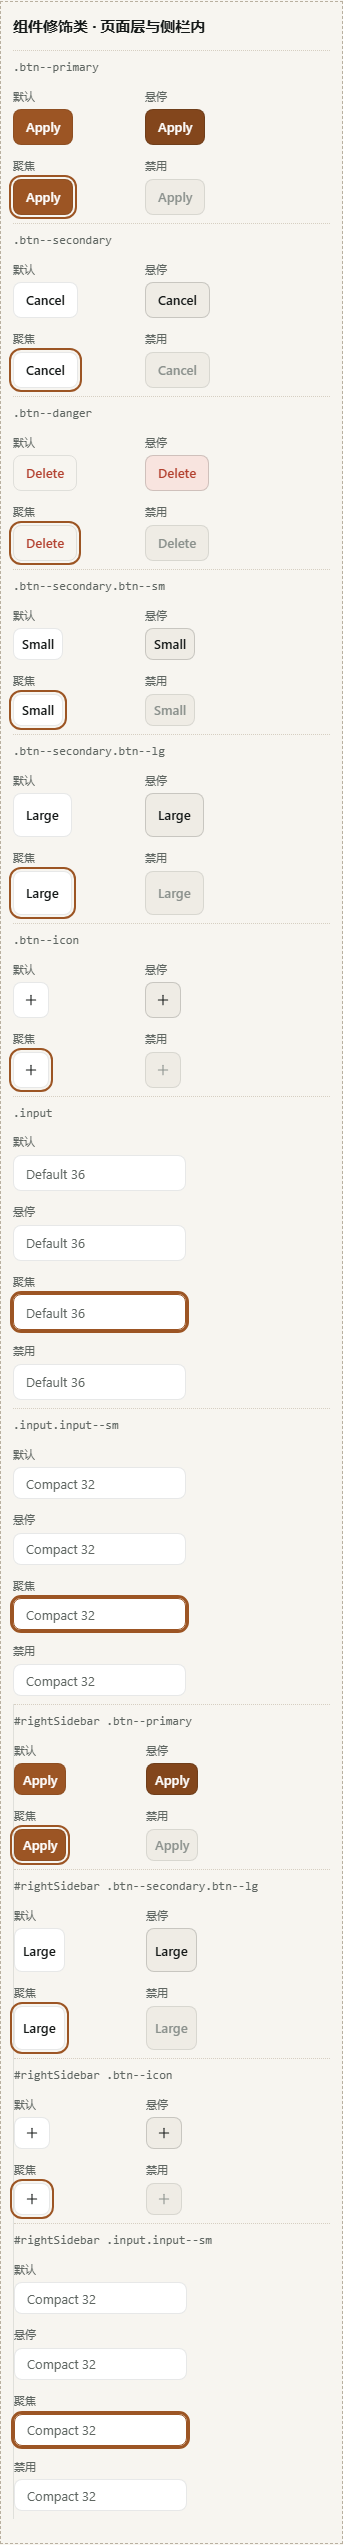 组件修饰类 · 页面层与侧栏内
.btn--primary
默认 悬停
Apply Apply
聚焦 禁用
Apply Apply
.btn--secondary
默认 悬停
Cancel Cancel
聚焦 禁用
Cancel Cancel
.btn--danger
默认 悬停
Delete Delete
聚焦 禁用
Delete Delete
.btn--secondary.btn--sm
默认 悬停
Small Small
聚焦 禁用
Small Small
.btn--secondary.btn--lg
默认 悬停
Large Large
聚焦 禁用
Large Large
.btn--icon
默认 悬停
+ +
聚焦 禁用
+ +
.input
默认
Default 36
悬停
Default 36
聚焦
Default 36
禁用
Default 36
.input.input--sm
默认
Compact 32
悬停
Compact 32
聚焦
Compact 32
禁用
Compact 32
#rightSidebar .btn--primary
默认 悬停
Apply Apply
聚焦 禁用
Apply Apply
#rightSidebar .btn--secondary.btn--lg
默认 悬停
Large Large
聚焦 禁用
Large Large
#rightSidebar .btn--icon
默认 悬停
+ +
聚焦 禁用
+ +
#rightSidebar .input.input--sm
默认
Compact 32
悬停
Compact 32
聚焦
Compact 32
禁用
Compact 32